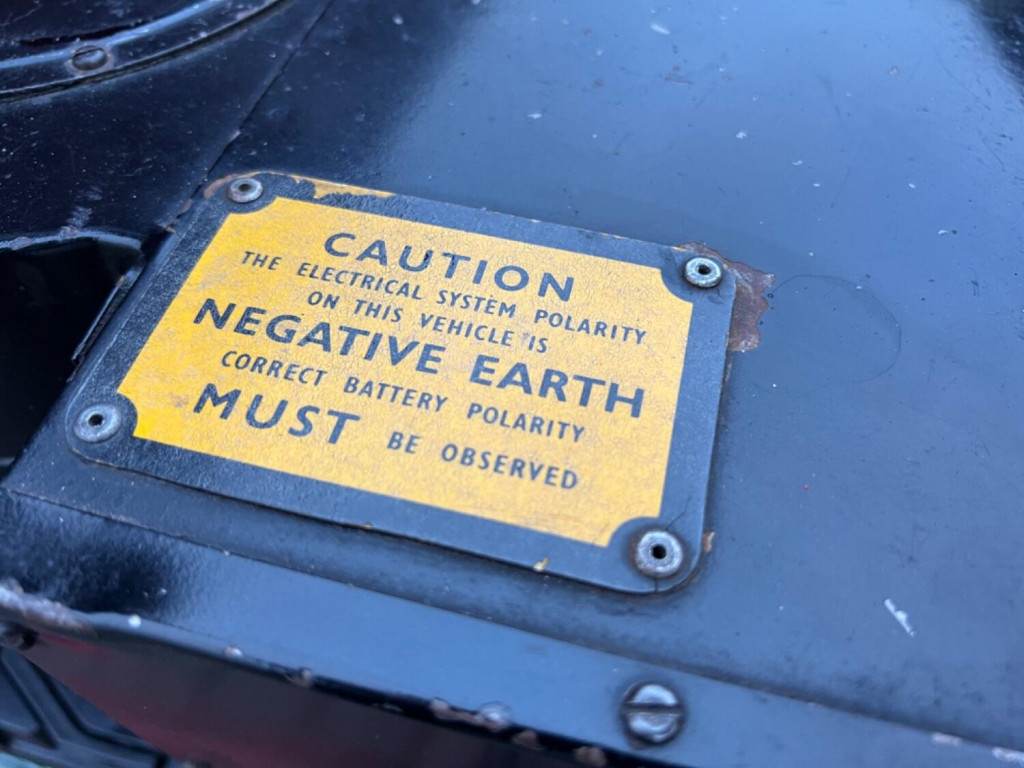 CAUTION
THE ELECTRICAL SYSTEM POLARITY
ON THIS VEHICLE IS
NEGATIVE EARTH
CORRECT BATTERY POLARITY
MUST BE OBSERVED